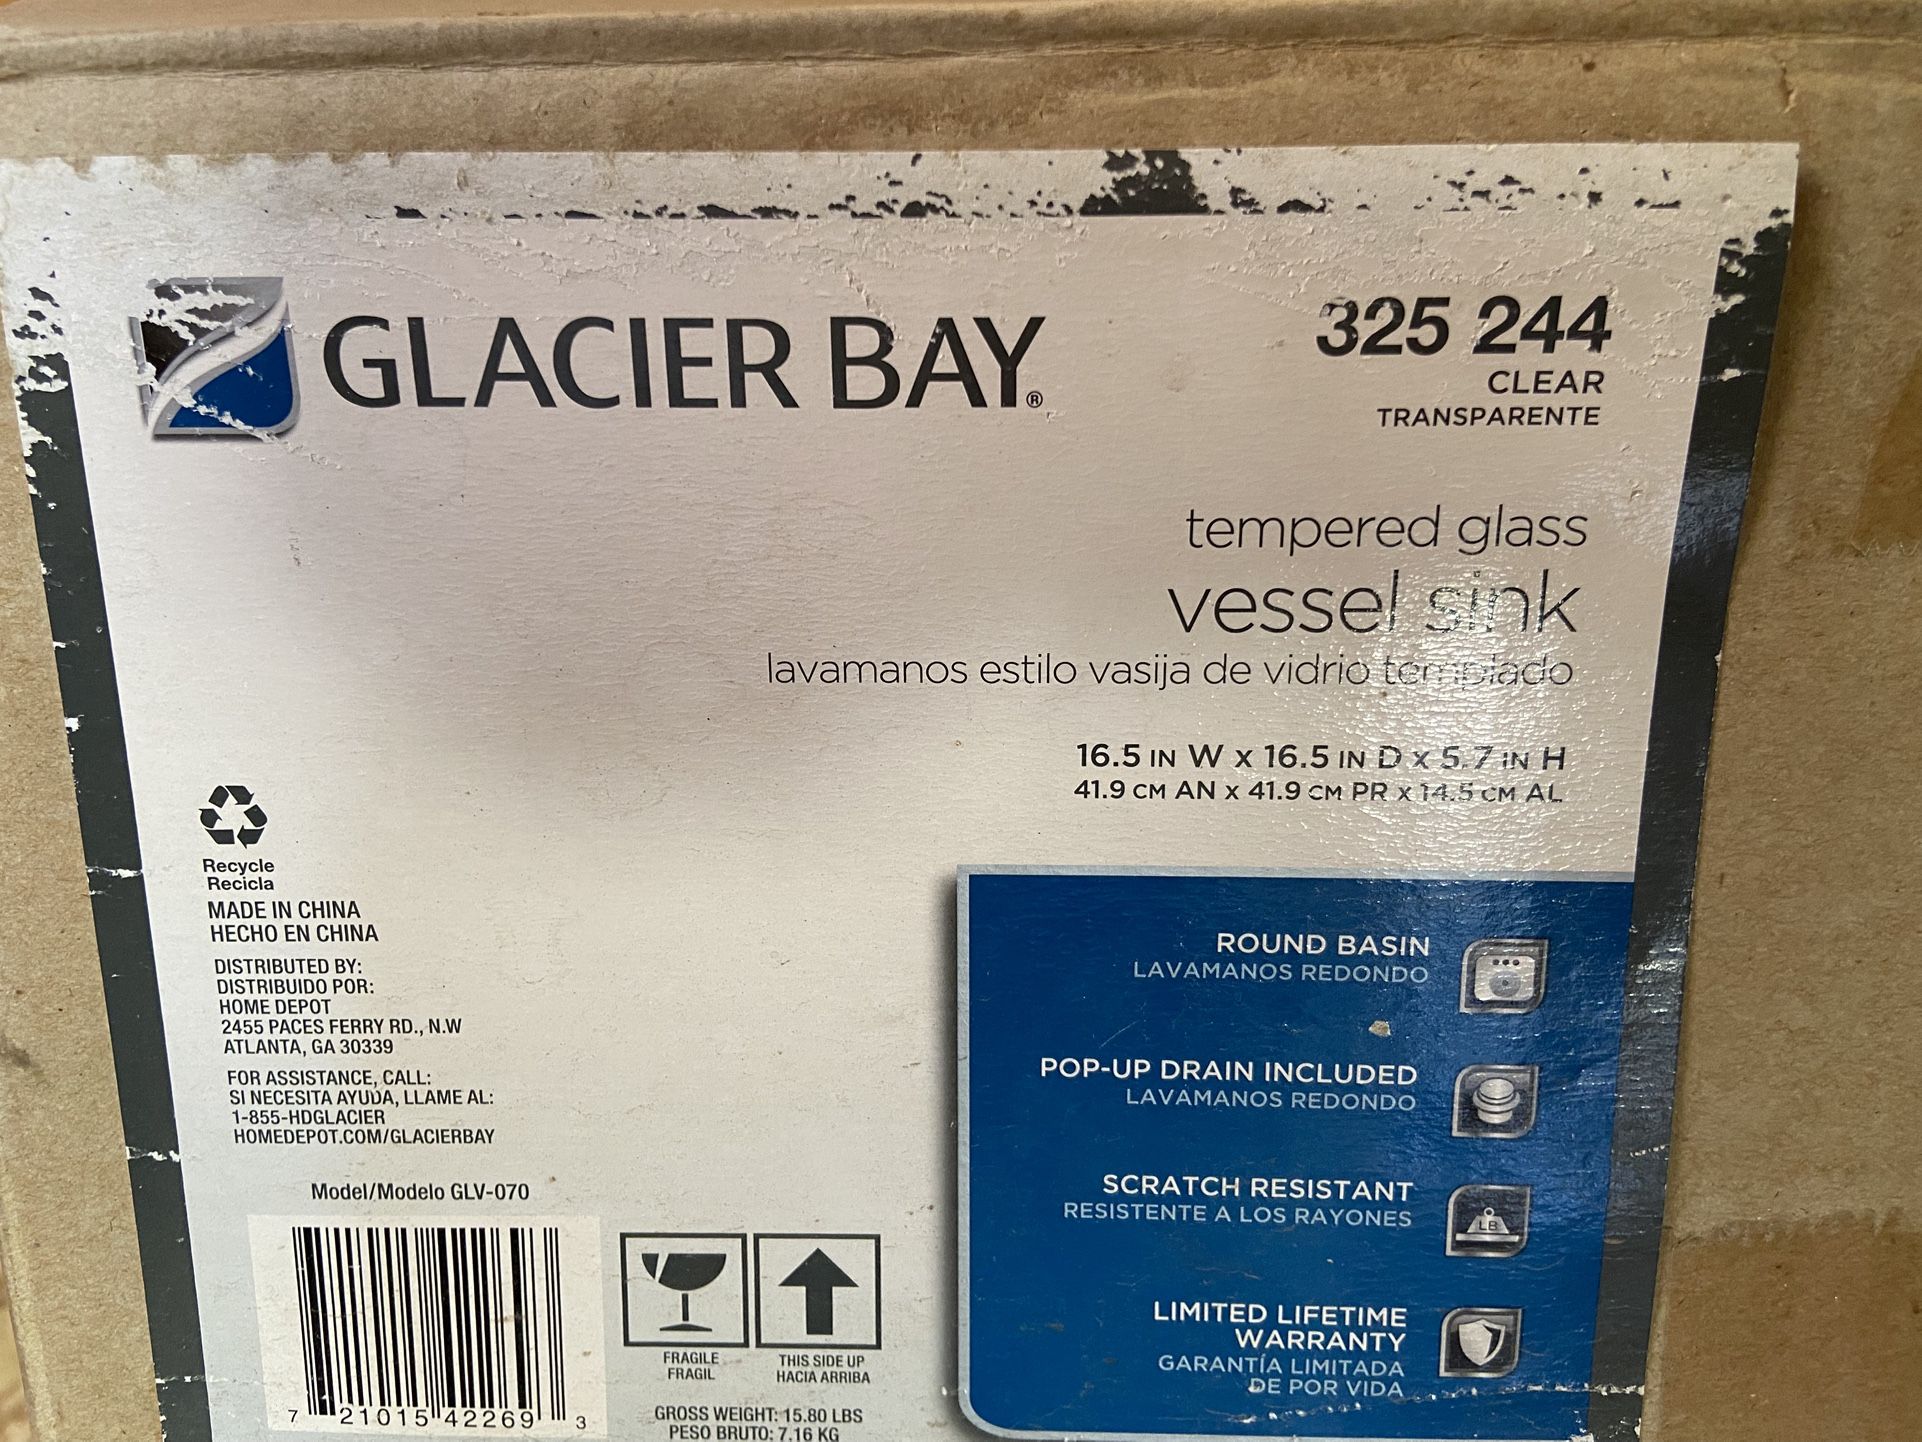 GLACIER BAY®
325 244
CLEAR
TRANSPARENTE
tempered glass
vessel sink
lavamanos estilo vasija de vidrio templado
16.5 IN W x 16.5 IN D x 5.7 IN H
41.9 CM AN x 41.9 CM PR x 14.5 CM AL
Recycle
Recicla
MADE IN CHINA
HECHO EN CHINA
DISTRIBUTED BY:
DISTRIBUIDO POR:
HOME DEPOT
2455 PACES FERRY RD., N.W
ATLANTA, GA 30339
FOR ASSISTANCE, CALL:
SI NECESITA AYUDA, LLAME AL:
1-855-HDGLACIER
HOMEDEPOT.COM/GLACIERBAY
Model/Modelo GLV-070
7 21015 42269 3
FRAGILE
FRAGIL
THIS SIDE UP
HACIA ARRIBA
GROSS WEIGHT: 15.80 LBS
PESO BRUTO: 7.16 KG
ROUND BASIN
LAVAMANOS REDONDO
POP-UP DRAIN INCLUDED
LAVAMANOS REDONDO
SCRATCH RESISTANT
RESISTENTE A LOS RAYONES
LB
LIMITED LIFETIME
WARRANTY
GARANTÍA LIMITADA
DE POR VIDA